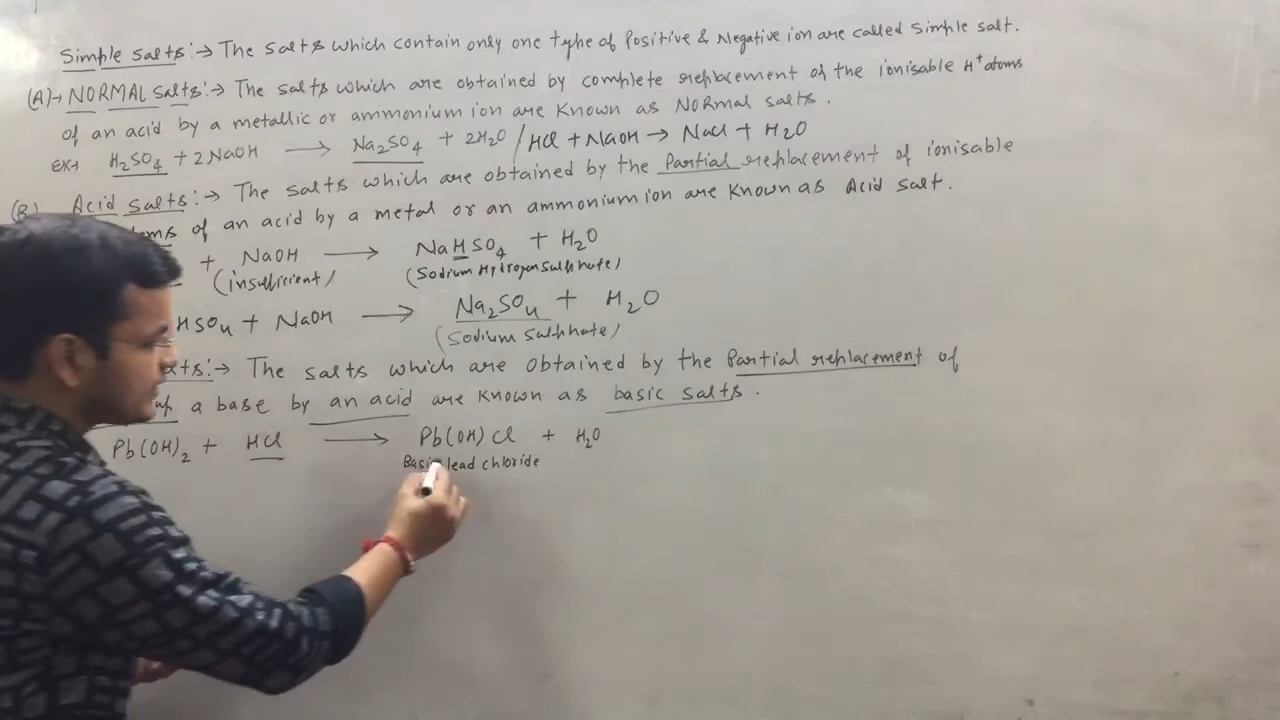 Simple salts:→ The salts which contain only one type of Positive & Negative ion are called Simple salt.
(A)→ NORMAL salts:→ The salts which are obtained by complete replacement of the ionisable H⁺ atoms
of an acid by a metallic or ammonium ion are known as Normal salts.
Ex→ H₂SO₄ + 2NaOH ⟶ Na₂SO₄ + 2H₂O / HCl + NaOH → NaCl + H₂O
(B) Acid salts:→ The salts which are obtained by the Partial replacement of ionisable
of an acid by a metal or an ammonium ion are known as Acid salt.
+ NaOH ⟶ NaHSO₄ + H₂O
(insufficient) (Sodium Hydrogen sulphate)
HSO₄ + NaOH ⟶ Na₂SO₄ + H₂O
(Sodium sulphate)
:→ The salts which are obtained by the Partial replacement of
a base by an acid are known as basic salts.
Pb(OH)₂ + HCl ⟶ Pb(OH)Cl + H₂O
Basic lead chloride